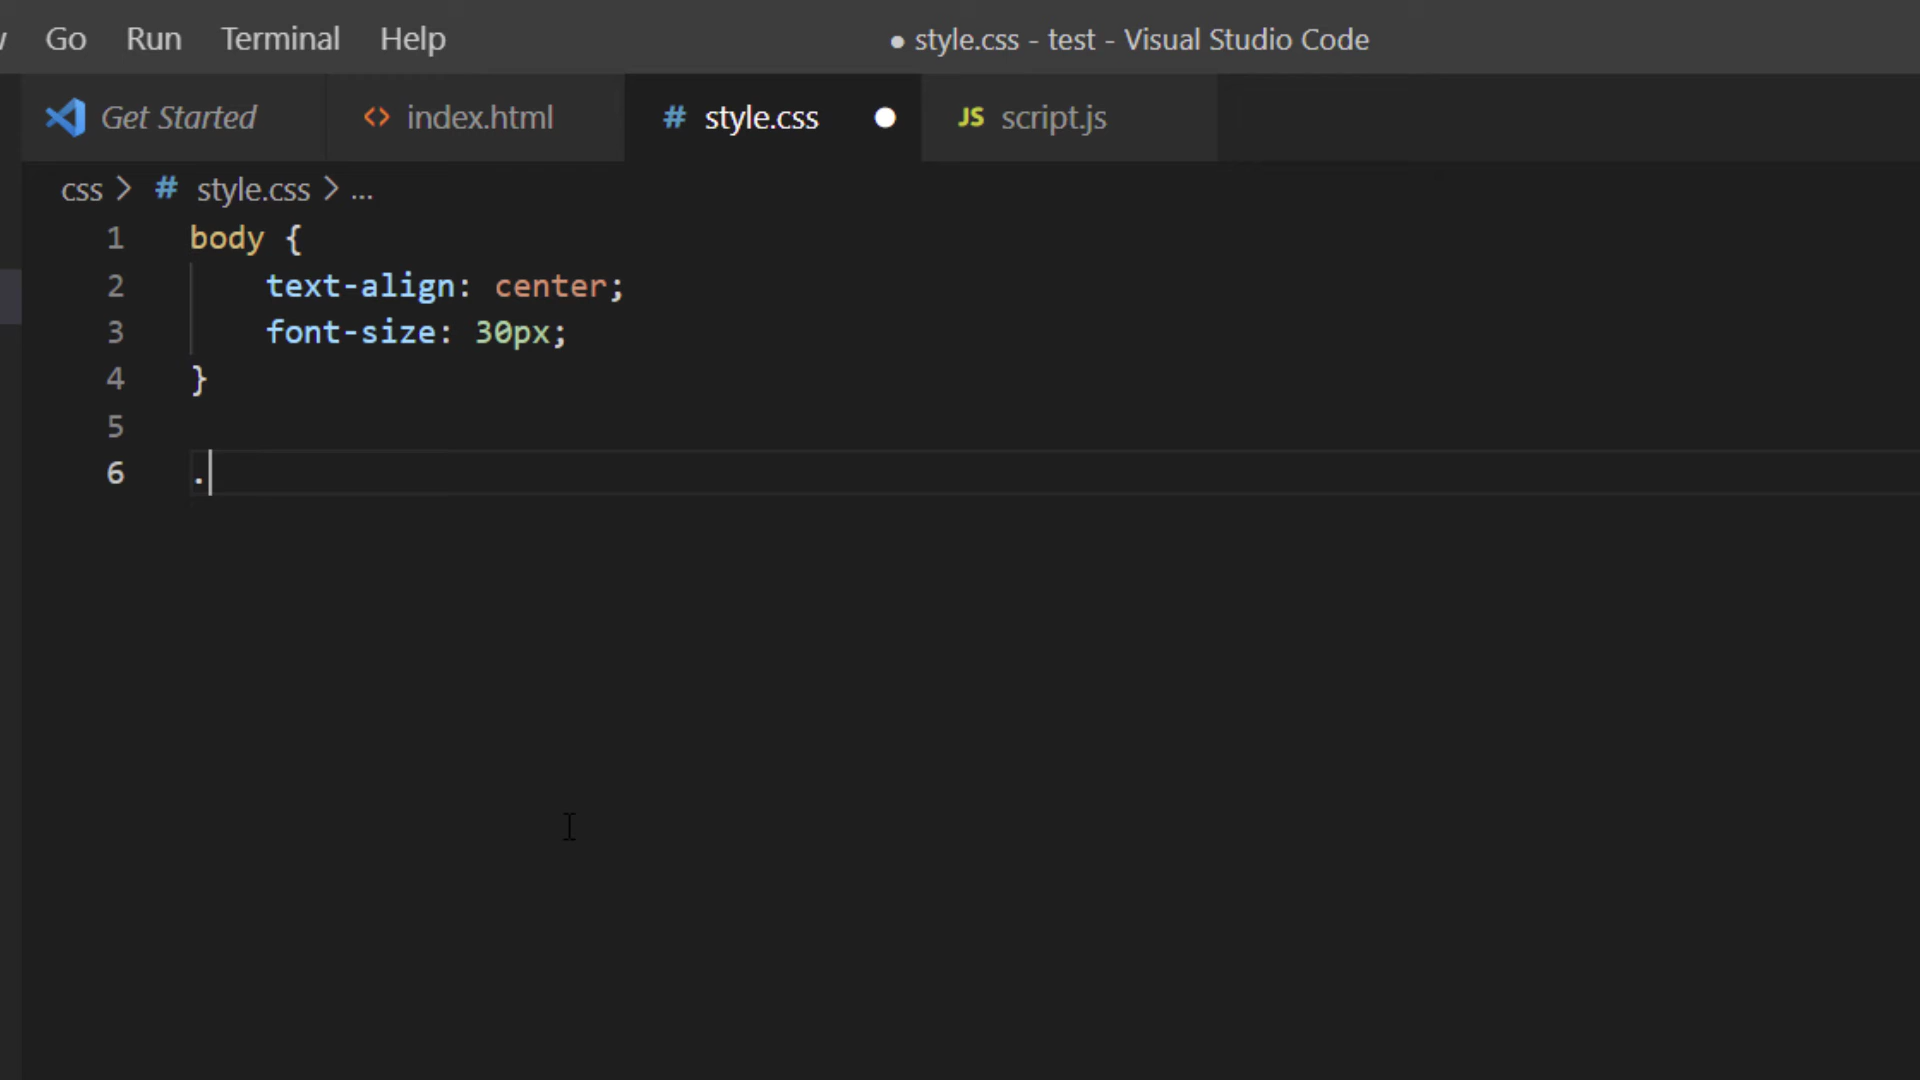 Go Run Terminal Help ● style.css - test - Visual Studio Code
Get Started <> index.html # style.css ● JS script.js
css > # style.css > ...
1 body {
2 text-align: center;
3 font-size: 30px;
4 }
5
6 .